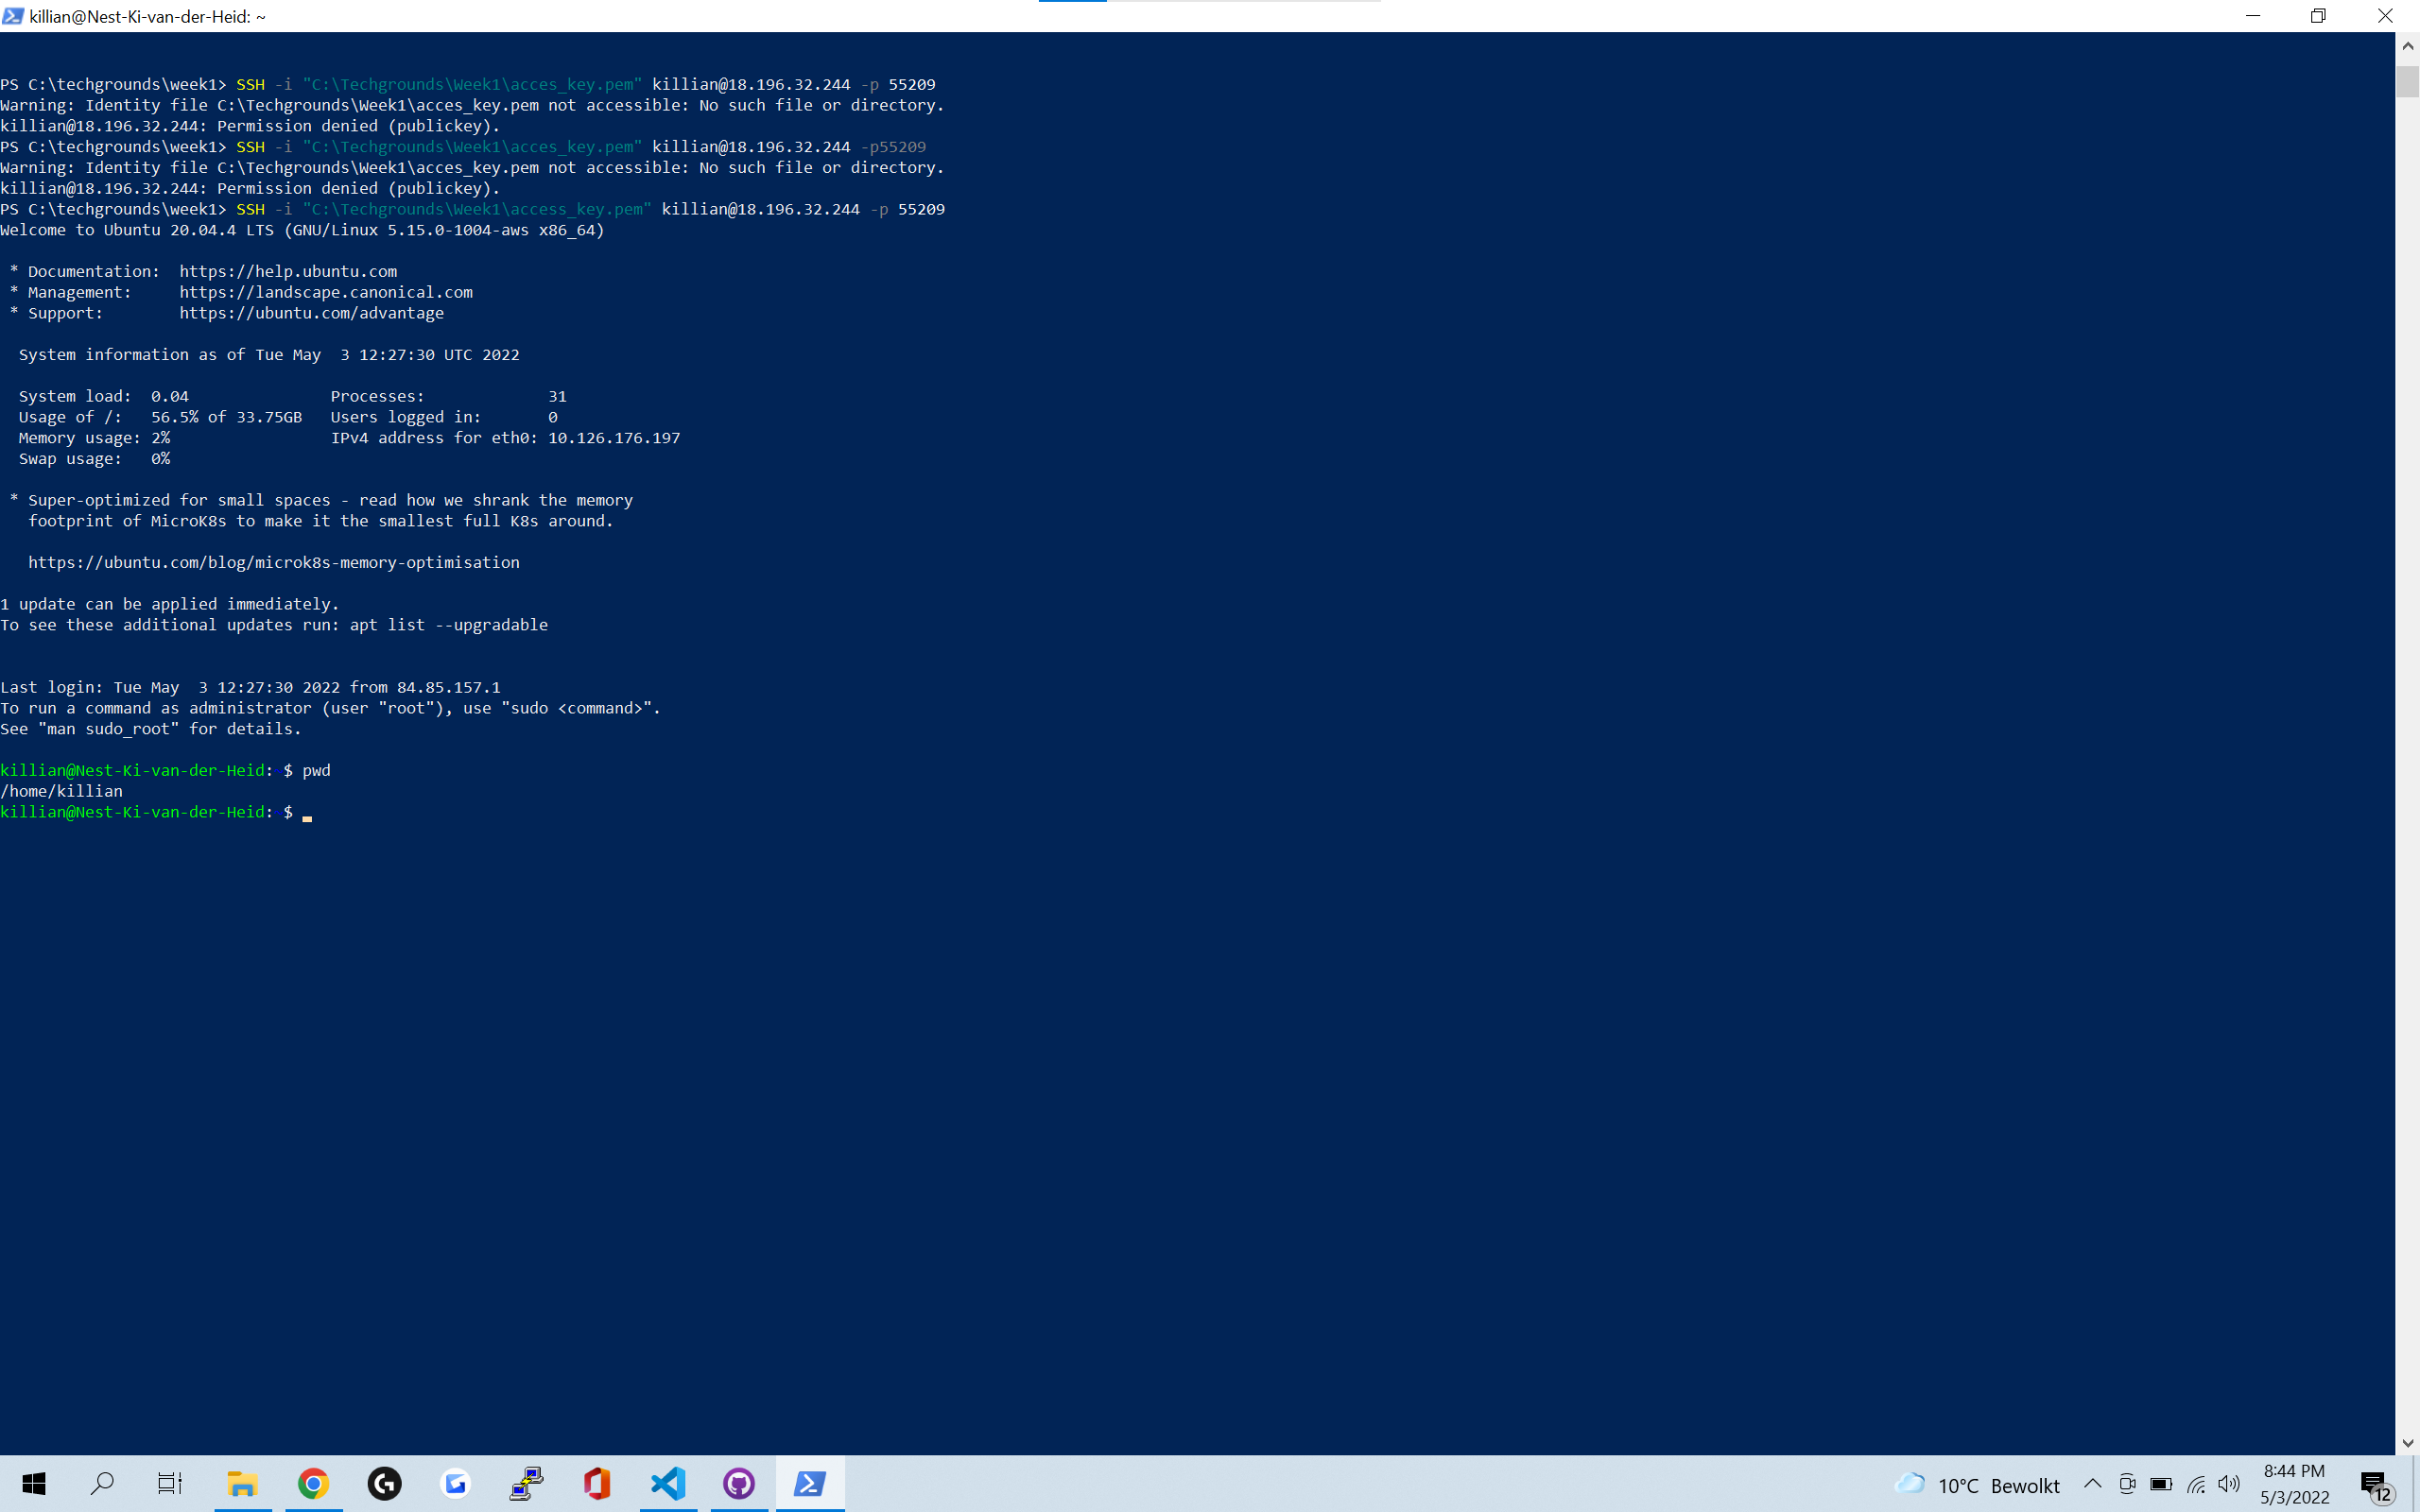 killian@Nest-Ki-van-der-Heid: ~
PS C:\techgrounds\week1> SSH -i "C:\Techgrounds\Week1\acces_key.pem" killian@18.196.32.244 -p 55209
Warning: Identity file C:\Techgrounds\Week1\acces_key.pem not accessible: No such file or directory.
killian@18.196.32.244: Permission denied (publickey).
PS C:\techgrounds\week1> SSH -i "C:\Techgrounds\Week1\acces_key.pem" killian@18.196.32.244 -p55209
Warning: Identity file C:\Techgrounds\Week1\acces_key.pem not accessible: No such file or directory.
killian@18.196.32.244: Permission denied (publickey).
PS C:\techgrounds\week1> SSH -i "C:\Techgrounds\Week1\access_key.pem" killian@18.196.32.244 -p 55209
Welcome to Ubuntu 20.04.4 LTS (GNU/Linux 5.15.0-1004-aws x86_64)
* Documentation:  https://help.ubuntu.com
* Management:     https://landscape.canonical.com
* Support:        https://ubuntu.com/advantage
System information as of Tue May  3 12:27:30 UTC 2022
System load:  0.04               Processes:             31
Usage of /:   56.5% of 33.75GB   Users logged in:       0
Memory usage: 2%                 IPv4 address for eth0: 10.126.176.197
Swap usage:   0%
* Super-optimized for small spaces - read how we shrank the memory
footprint of MicroK8s to make it the smallest full K8s around.
https://ubuntu.com/blog/microk8s-memory-optimisation
1 update can be applied immediately.
To see these additional updates run: apt list --upgradable
Last login: Tue May  3 12:27:30 2022 from 84.85.157.1
To run a command as administrator (user "root"), use "sudo <command>".
See "man sudo_root" for details.
killian@Nest-Ki-van-der-Heid: $ pwd
/home/killian
killian@Nest-Ki-van-der-Heid: $
10°C Bewolkt
8:44 PM
5/3/2022
12